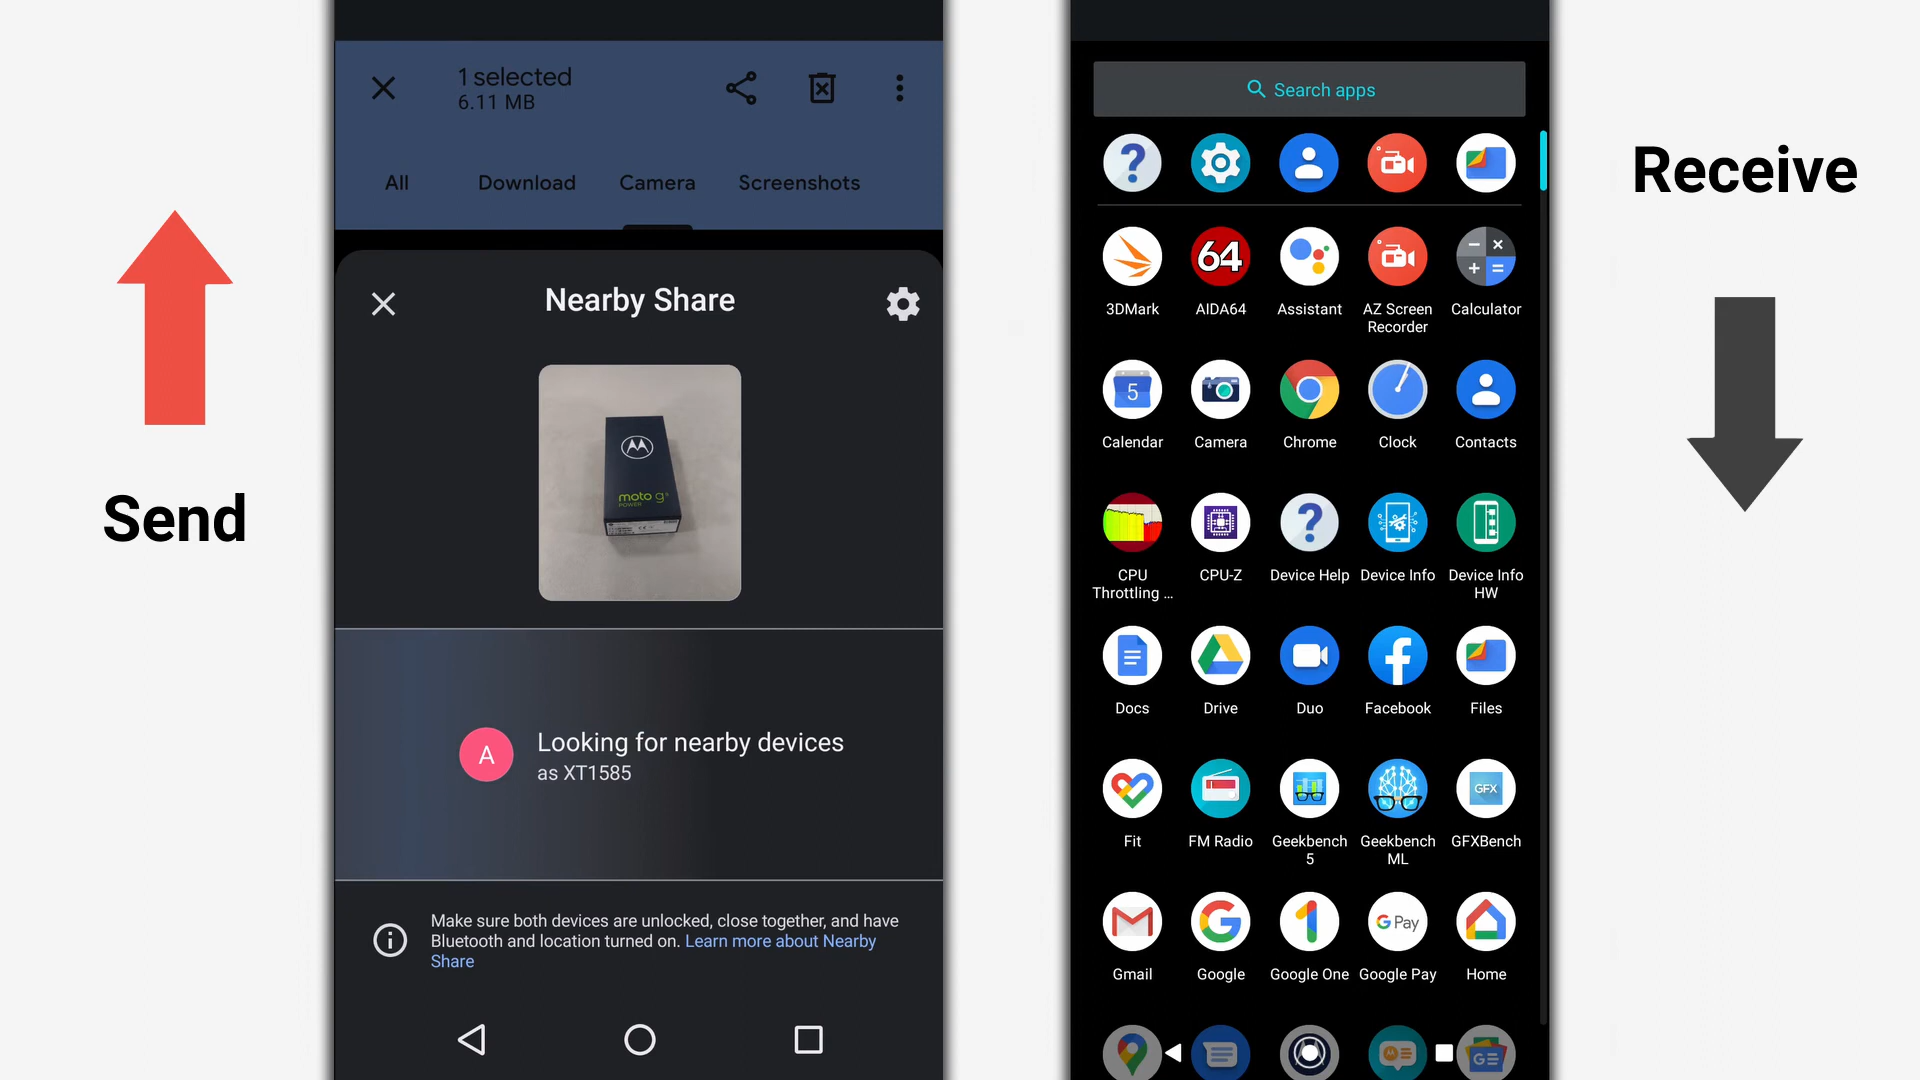 Send
1 selected
6.11 MB
All Download Camera Screenshots
Nearby Share
moto g
POWER
A
Looking for nearby devices
as XT1585
Make sure both devices are unlocked, close together, and have
Bluetooth and location turned on. Learn more about Nearby
Share
Search apps
64
3DMark AIDA64 Assistant AZ Screen
Recorder
Calculator
5
Calendar Camera Chrome Clock Contacts
CPU
Throttling ...
CPU-Z Device Help Device Info Device Info
HW
Docs Drive Duo Facebook Files
GFX
Fit FM Radio Geekbench
5
Geekbench
ML
GFXBench
G Pay
Gmail Google Google One Google Pay Home
GE
Receive